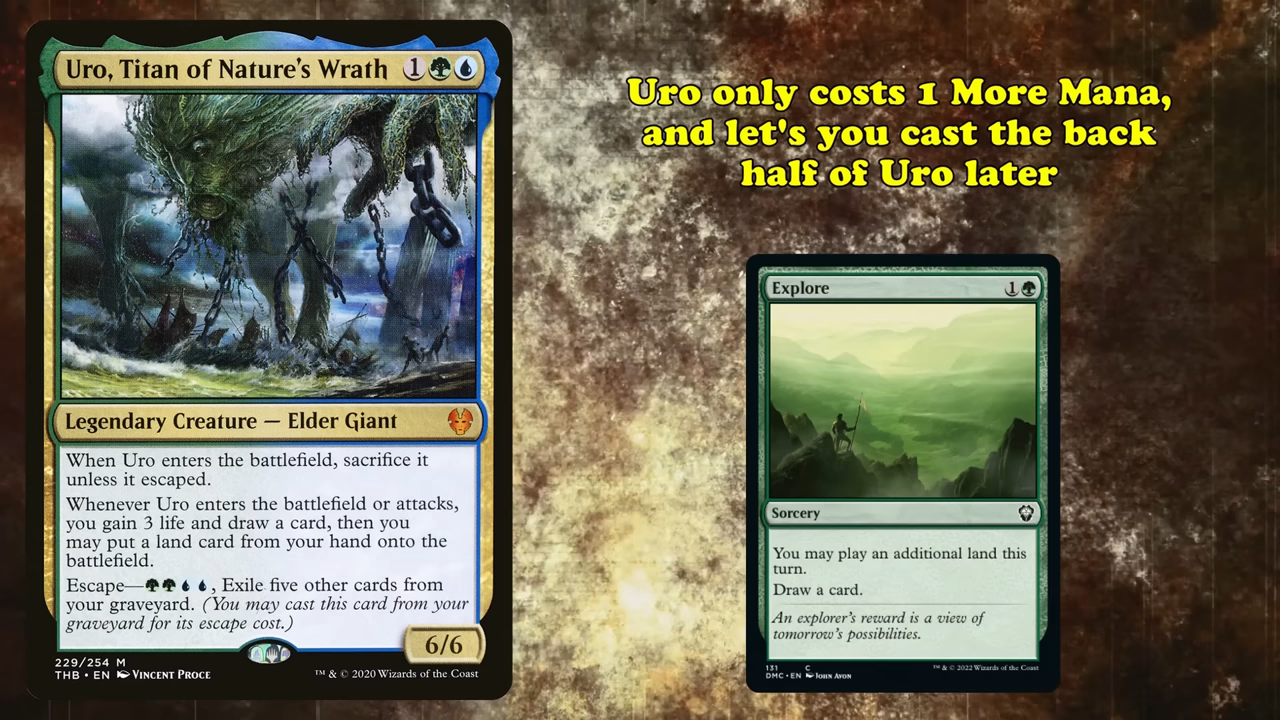 Uro, Titan of Nature's Wrath 1
Legendary Creature — Elder Giant
When Uro enters the battlefield, sacrifice it
unless it escaped.
Whenever Uro enters the battlefield or attacks,
you gain 3 life and draw a card, then you
may put a land card from your hand onto the
battlefield.
Escape—, Exile five other cards from
your graveyard. (You may cast this card from your
graveyard for its escape cost.)
6/6
229/254 M
THB • EN Vincent Proce
™ & © 2020 Wizards of the Coast
Uro only costs 1 More Mana,
and let's you cast the back
half of Uro later
Explore 1
Sorcery
You may play an additional land this
turn.
Draw a card.
An explorer's reward is a view of
tomorrow's possibilities.
131 C
DMC • EN John Avon
™ & © 2022 Wizards of the Coast